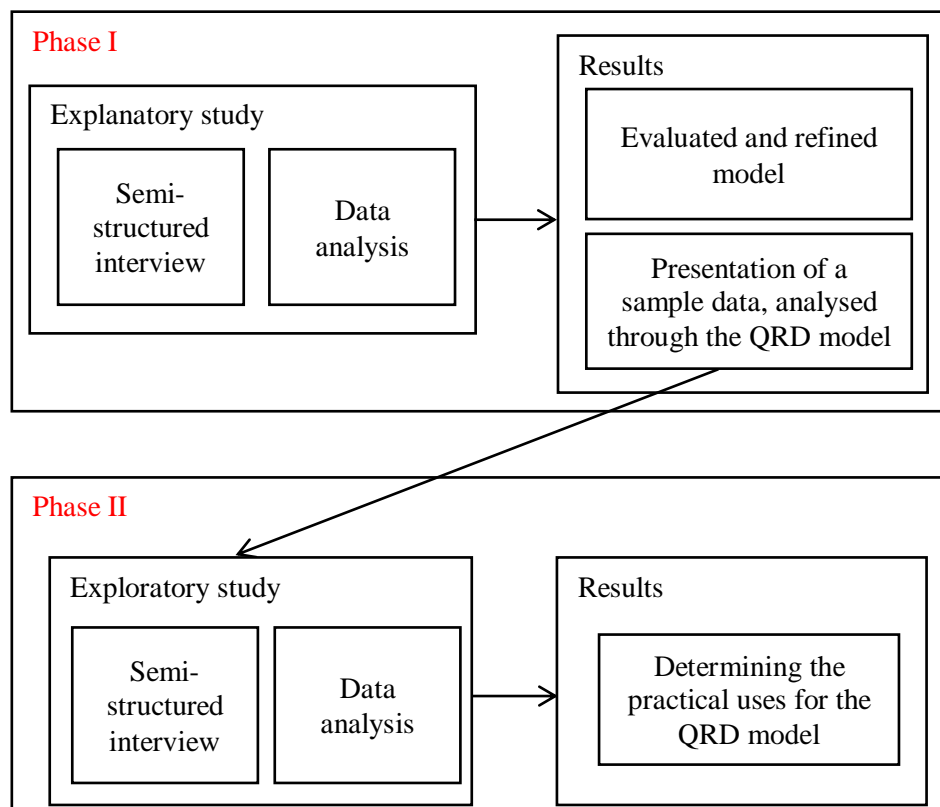 Phase I
Explanatory study
Semi-
structured
interview
Data
analysis
Results
Evaluated and refined
model
Presentation of a
sample data, analysed
through the QRD model
Phase II
Exploratory study
Semi-
structured
interview
Data
analysis
Results
Determining the
practical uses for the
QRD model